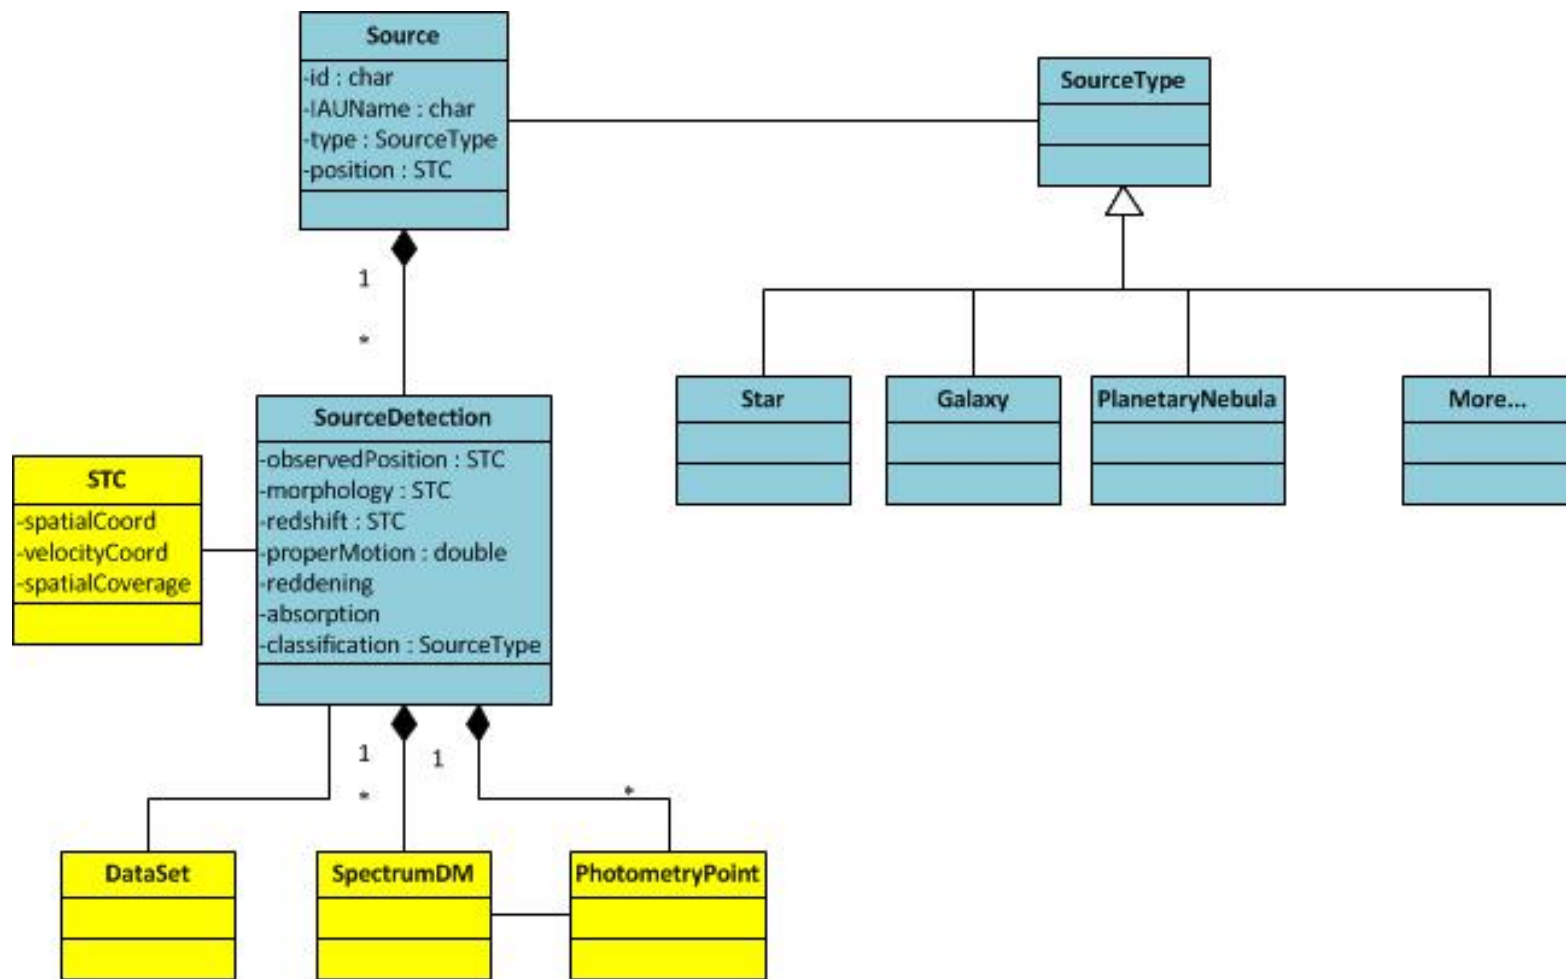 Source
-id : char
-IAUName : char
-type : SourceType
-position : STC
SourceType
1
*
Star
Galaxy
PlanetaryNebula
More...
SourceDetection
-observedPosition : STC
-morphology : STC
-redshift : STC
-properMotion : double
-reddening
-absorption
-classification : SourceType
STC
-spatialCoord
-velocityCoord
-spatialCoverage
1
1
*
*
DataSet
SpectrumDM
PhotometryPoint